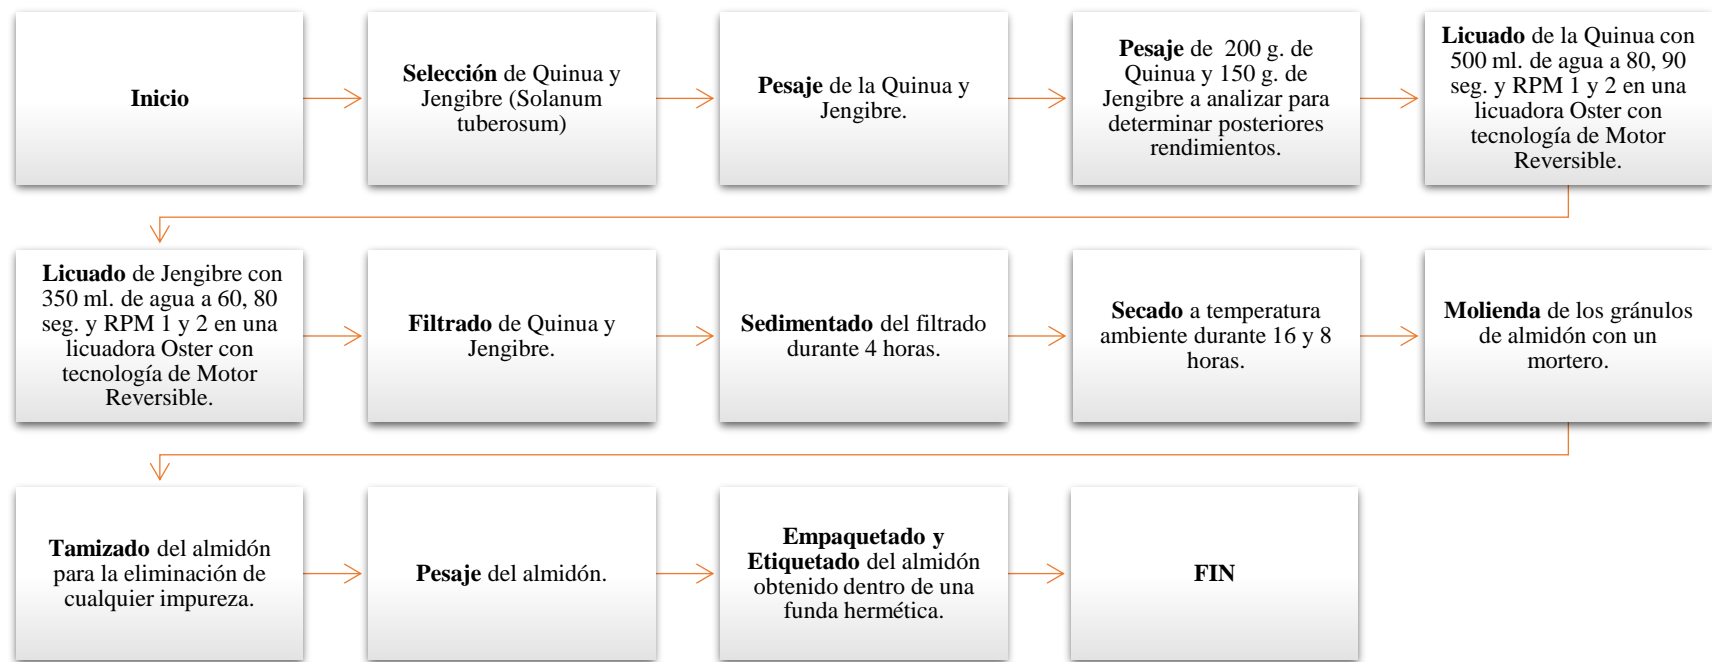 Inicio
Selección de Quinua y
Jengibre (Solanum
tuberosum)
Pesaje de la Quinua y
Jengibre.
Pesaje de 200 g. de
Quinua y 150 g. de
Jengibre a analizar para
determinar posteriores
rendimientos.
Licuado de la Quinua con
500 ml. de agua a 80, 90
seg. y RPM 1 y 2 en una
licuadora Oster con
tecnología de Motor
Reversible.
Licuado de Jengibre con
350 ml. de agua a 60, 80
seg. y RPM 1 y 2 en una
licuadora Oster con
tecnología de Motor
Reversible.
Filtrado de Quinua y
Jengibre.
Sedimentado del filtrado
durante 4 horas.
Secado a temperatura
ambiente durante 16 y 8
horas.
Molienda de los gránulos
de almidón con un
mortero.
Tamizado del almidón
para la eliminación de
cualquier impureza.
Pesaje del almidón.
Empaquetado y
Etiquetado del almidón
obtenido dentro de una
funda hermética.
FIN